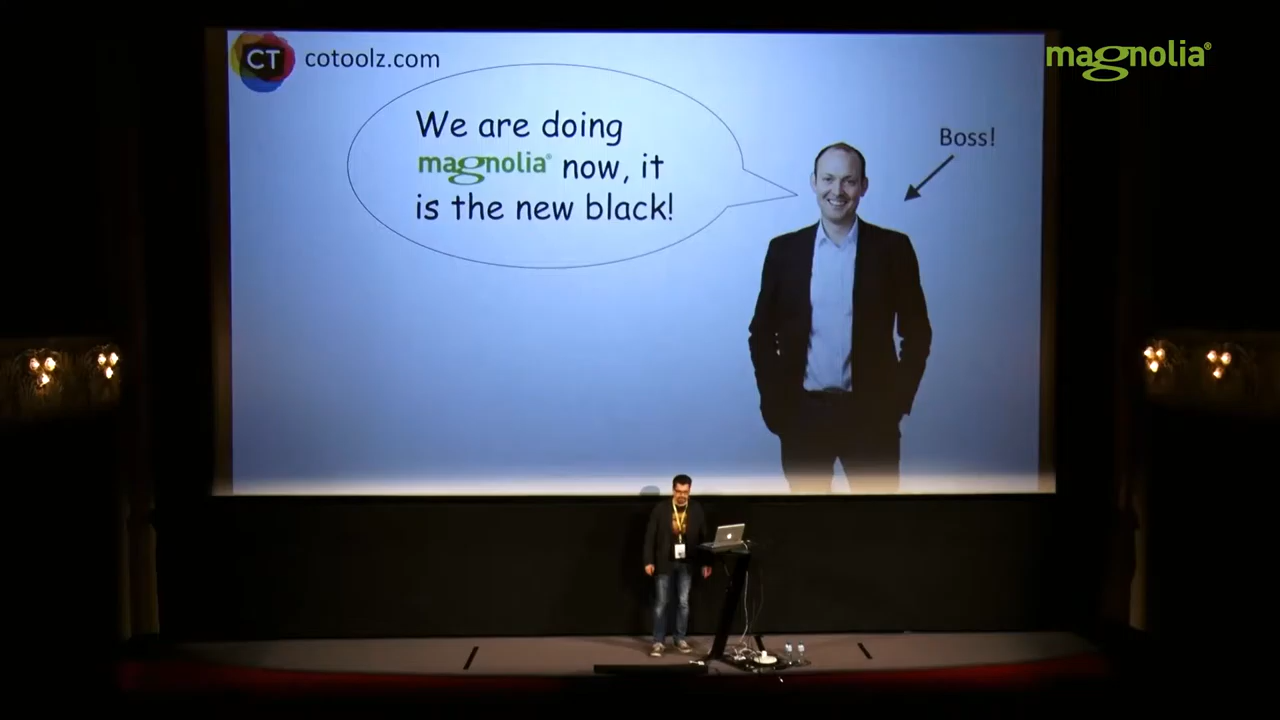 CT cotoolz.com
magnolia®
We are doing
magnolia® now, it
is the new black!
Boss!